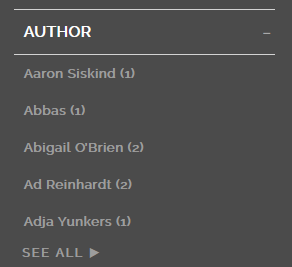 AUTHOR –
Aaron Siskind (1)
Abbas (1)
Abigail O'Brien (2)
Ad Reinhardt (2)
Adja Yunkers (1)
SEE ALL ▶